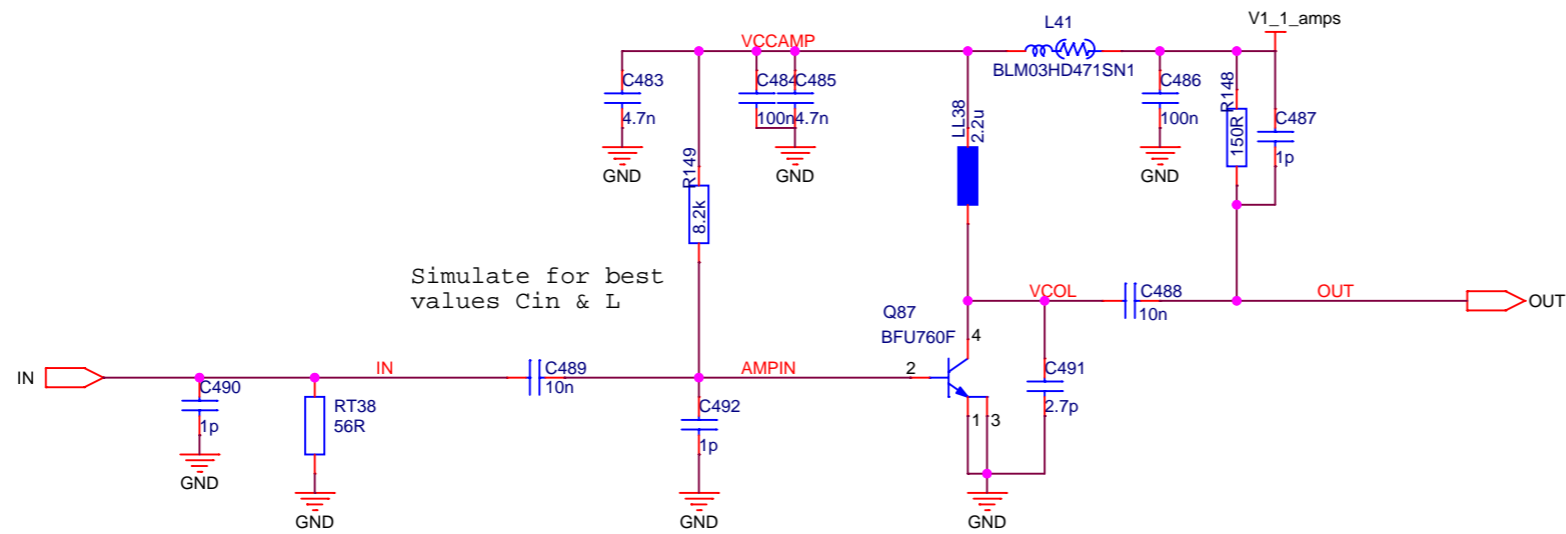 L41
V1_1_amps
VCCAMP
BLM03HD471SN1
C483
C484
C485
C486
R148
4.7n
100n
4.7n
LL38
2.2u
100n
150R
C487
1p
GND
R149
GND
GND
8.2k
Simulate for best
values Cin & L
VCOL
C488
OUT
OUT
10n
Q87
BFU760F
4
IN
IN
C489
AMPIN
2
C491
10n
C490
RT38
C492
2.7p
1p
56R
1p
1
3
GND
GND
GND
GND